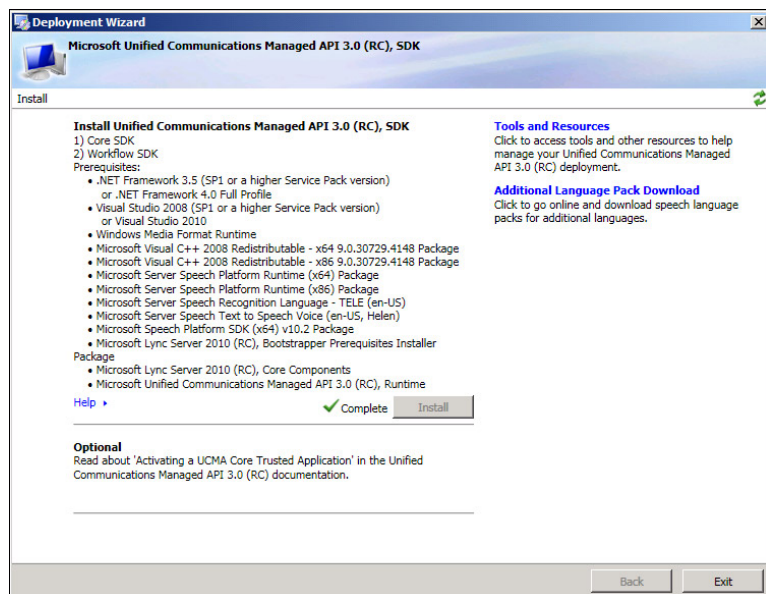 Deployment Wizard
Microsoft Unified Communications Managed API 3.0 (RC), SDK
Install
Install Unified Communications Managed API 3.0 (RC), SDK
1) Core SDK
2) Workflow SDK
Prerequisites:
• .NET Framework 3.5 (SP1 or a higher Service Pack version)
or .NET Framework 4.0 Full Profile
• Visual Studio 2008 (SP1 or a higher Service Pack version)
or Visual Studio 2010
• Windows Media Format Runtime
• Microsoft Visual C++ 2008 Redistributable - x64 9.0.30729.4148 Package
• Microsoft Visual C++ 2008 Redistributable - x86 9.0.30729.4148 Package
• Microsoft Server Speech Platform Runtime (x64) Package
• Microsoft Server Speech Platform Runtime (x86) Package
• Microsoft Server Speech Recognition Language - TELE (en-US)
• Microsoft Server Speech Text to Speech Voice (en-US, Helen)
• Microsoft Speech Platform SDK (x64) v10.2 Package
• Microsoft Lync Server 2010 (RC), Bootstrapper Prerequisites Installer
Package
• Microsoft Lync Server 2010 (RC), Core Components
• Microsoft Unified Communications Managed API 3.0 (RC), Runtime
Help
Complete
Install
Optional
Read about 'Activating a UCMA Core Trusted Application' in the Unified
Communications Managed API 3.0 (RC) documentation.
Tools and Resources
Click to access tools and other resources to help
manage your Unified Communications Managed
API 3.0 (RC) deployment.
Additional Language Pack Download
Click to go online and download speech language
packs for additional languages.
Back
Exit